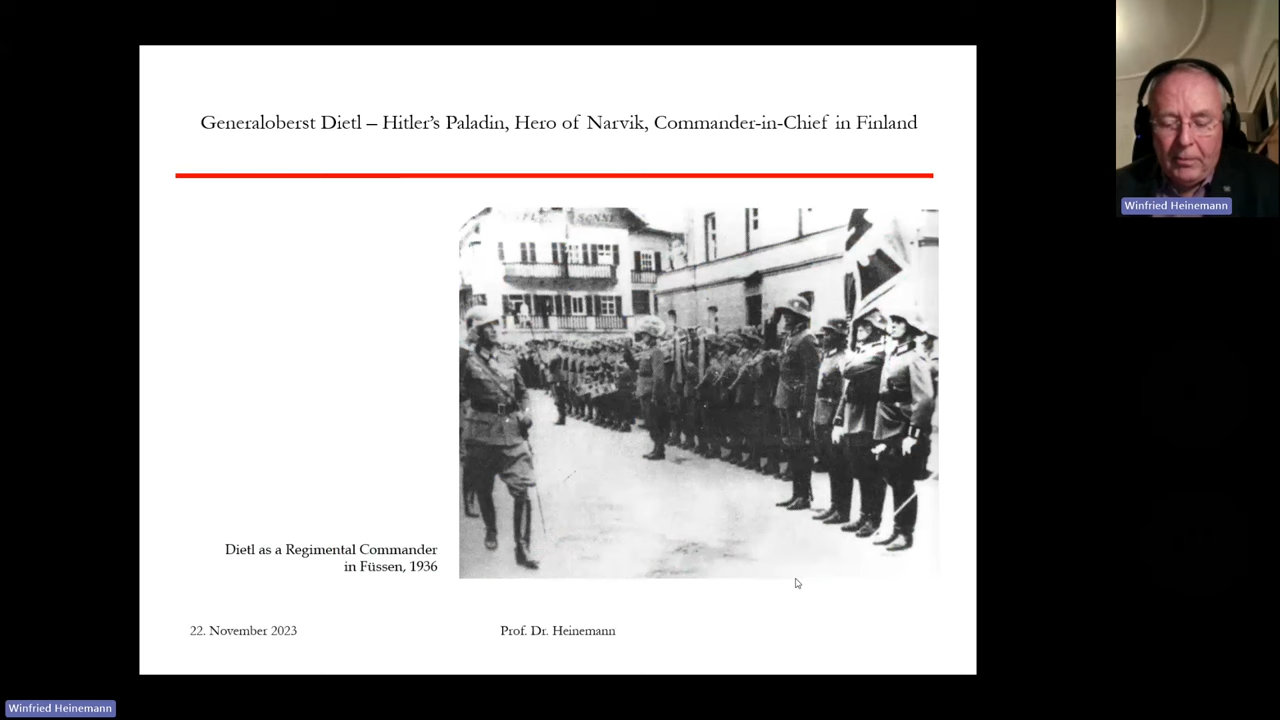 Generaloberst Dietl – Hitler's Paladin, Hero of Narvik, Commander-in-Chief in Finland
Winfried Heinemann
SONNE
Dietl as a Regimental Commander
in Füssen, 1936
22. November 2023
Prof. Dr. Heinemann
Winfried Heinemann